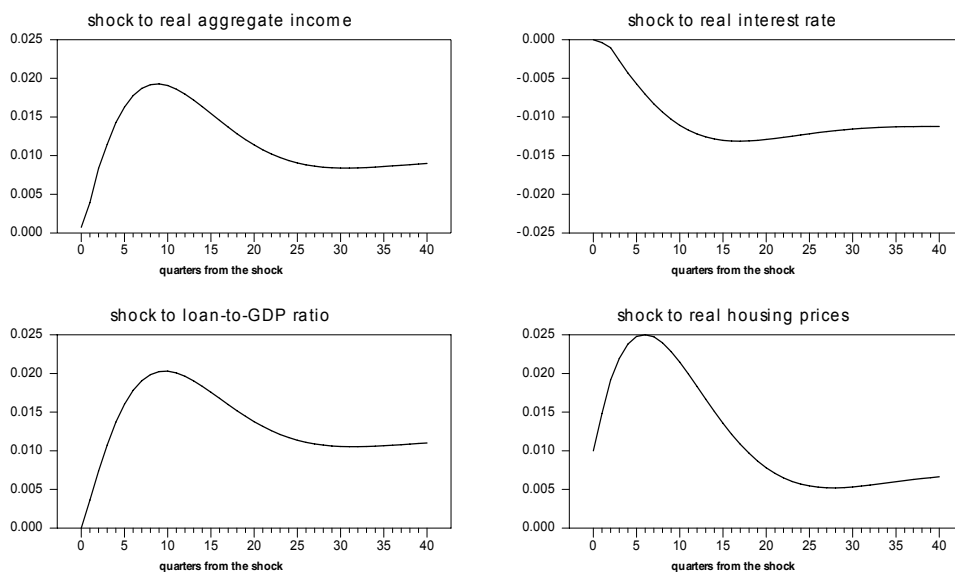 shock to real aggregate income
0.025
0.020
0.015
0.010
0.005
0.000
0 5 10 15 20 25 30 35 40
quarters from the shock
shock to real interest rate
0.000
-0.005
-0.010
-0.015
-0.020
-0.025
0 5 10 15 20 25 30 35 40
quarters from the shock
shock to loan-to-GDP ratio
0.025
0.020
0.015
0.010
0.005
0.000
0 5 10 15 20 25 30 35 40
quarters from the shock
shock to real housing prices
0.025
0.020
0.015
0.010
0.005
0.000
0 5 10 15 20 25 30 35 40
quarters from the shock